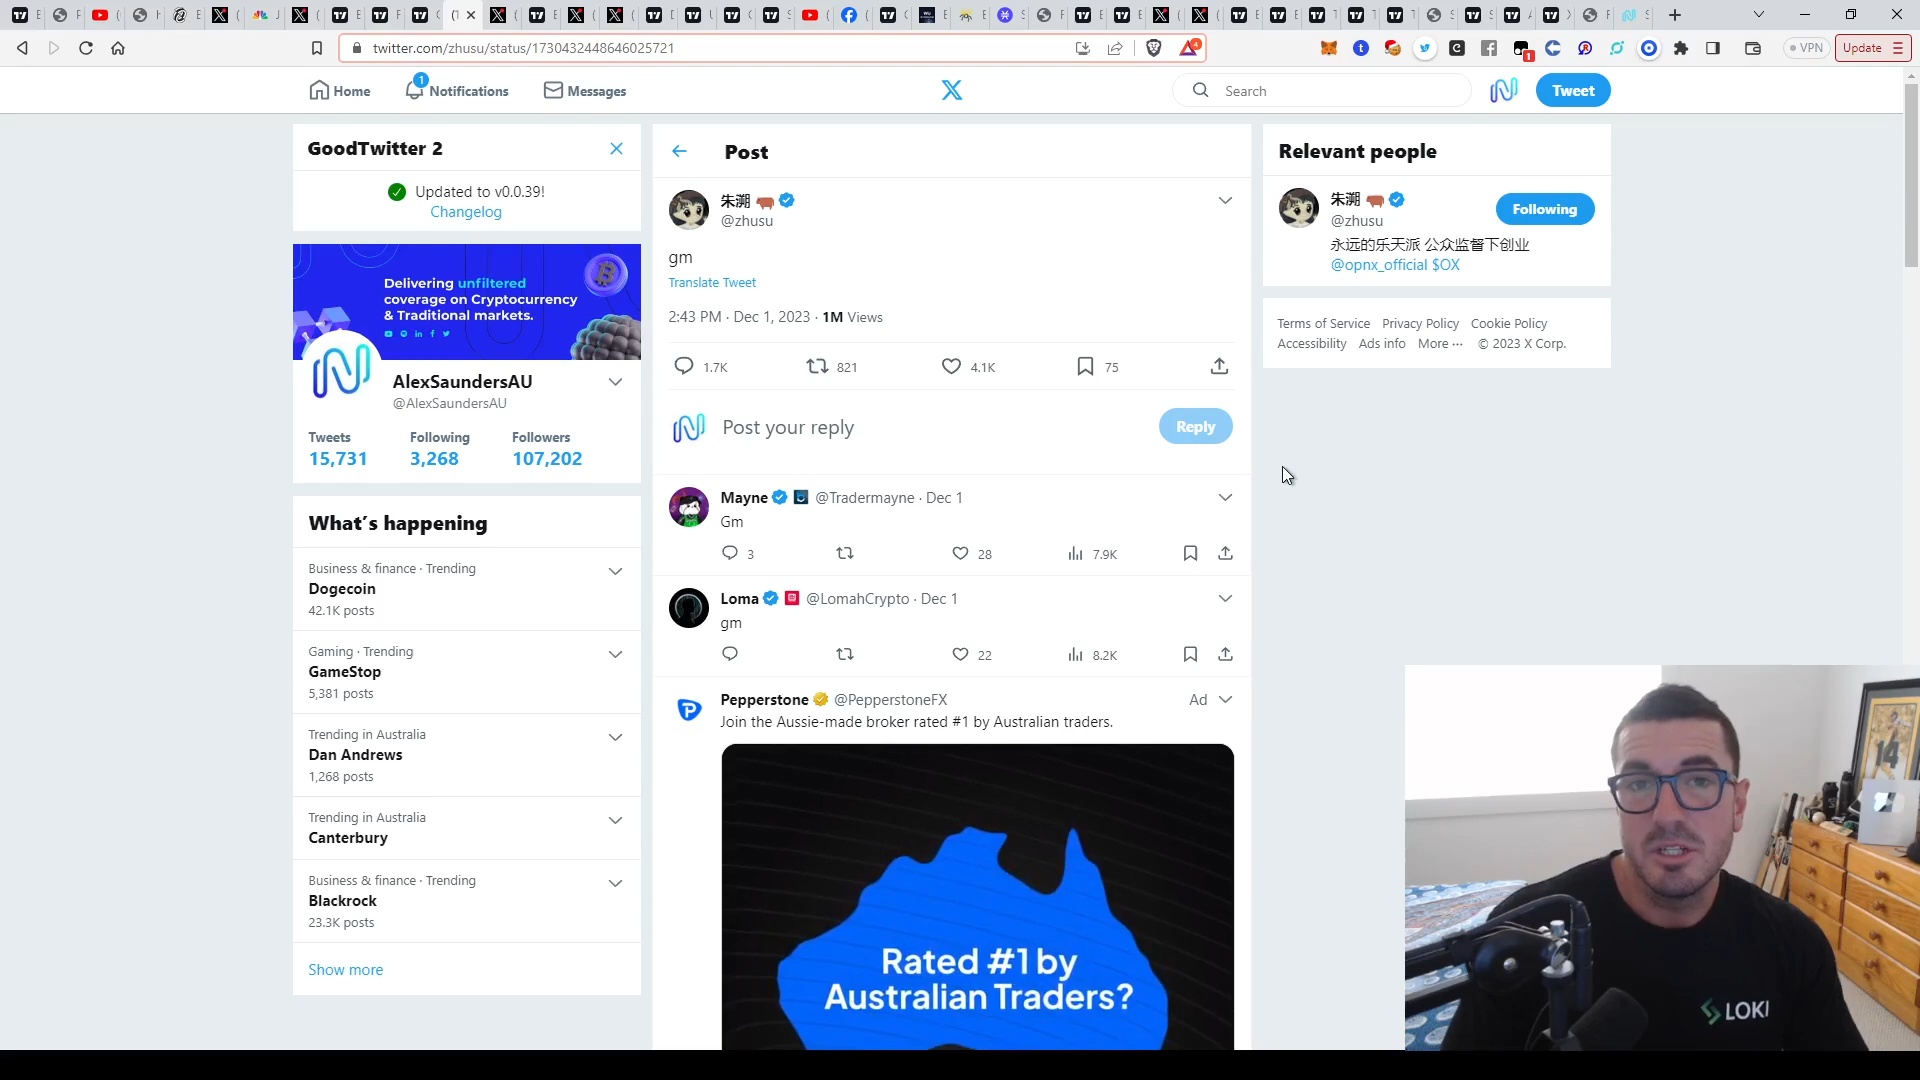 twitter.com/zhusu/status/1730432448646025721
4
1
VPN
Update
Home
1
Notifications
Messages
Search
Tweet
GoodTwitter 2
Updated to v0.0.39!
Changelog
Delivering unfiltered
coverage on Cryptocurrency
& Traditional markets.
AlexSaundersAU
@AlexSaundersAU
Tweets
Following
Followers
15,731
3,268
107,202
What's happening
Business & finance · Trending
Dogecoin
42.1K posts
Gaming · Trending
GameStop
5,381 posts
Trending in Australia
Dan Andrews
1,268 posts
Trending in Australia
Canterbury
Business & finance · Trending
Blackrock
23.3K posts
Show more
Post
朱溯
@zhusu
gm
Translate Tweet
2:43 PM · Dec 1, 2023 · 1M Views
1.7K
821
4.1K
75
Post your reply
Reply
Mayne @Tradermayne · Dec 1
Gm
3
28
7.9K
Loma @LomahCrypto · Dec 1
gm
22
8.2K
Pepperstone @PepperstoneFX
Ad
Join the Aussie-made broker rated #1 by Australian traders.
Rated #1 by
Australian Traders?
Relevant people
朱溯
@zhusu
Following
永远的乐天派 公众监督下创业
@opnx_official $OX
Terms of Service Privacy Policy Cookie Policy
Accessibility Ads info More ··· © 2023 X Corp.
14
LOKI